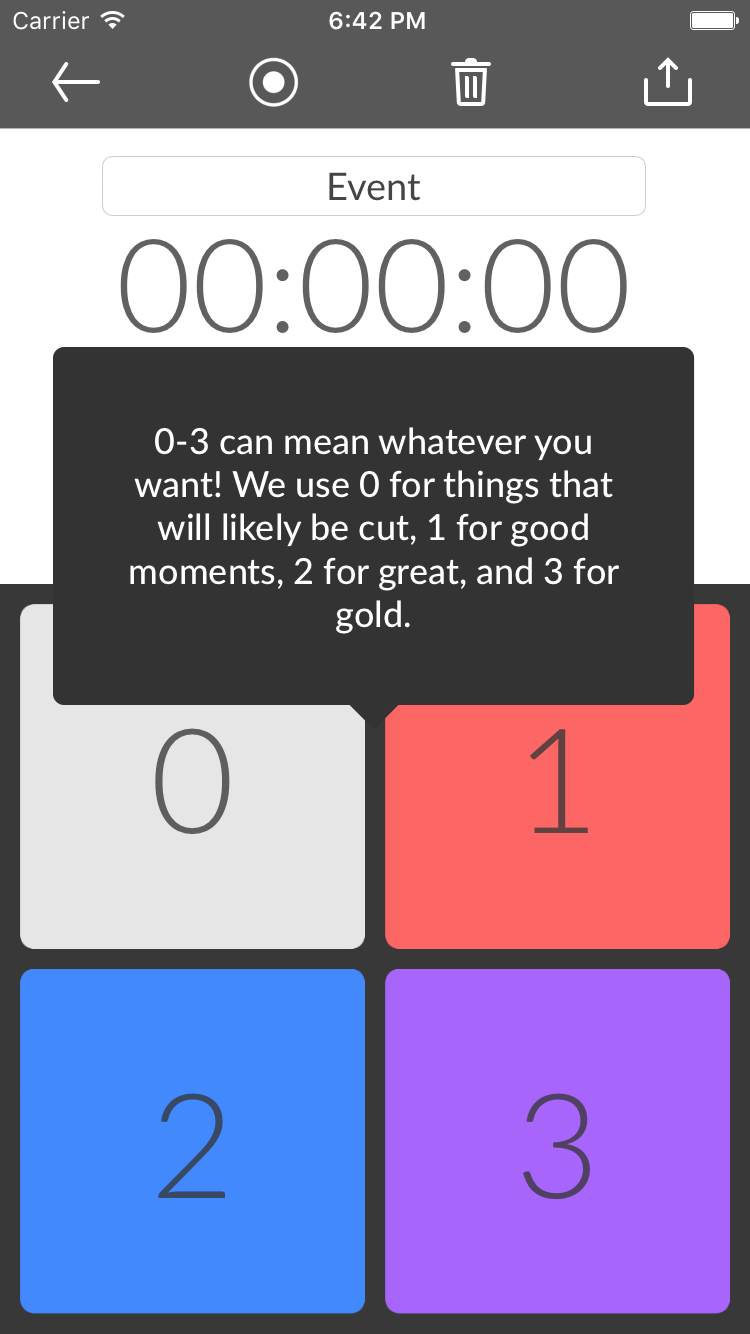 Carrier 6:42 PM
Event
00:00:00
0-3 can mean whatever you
want! We use 0 for things that
will likely be cut, 1 for good
moments, 2 for great, and 3 for
gold.
0 1
2 3